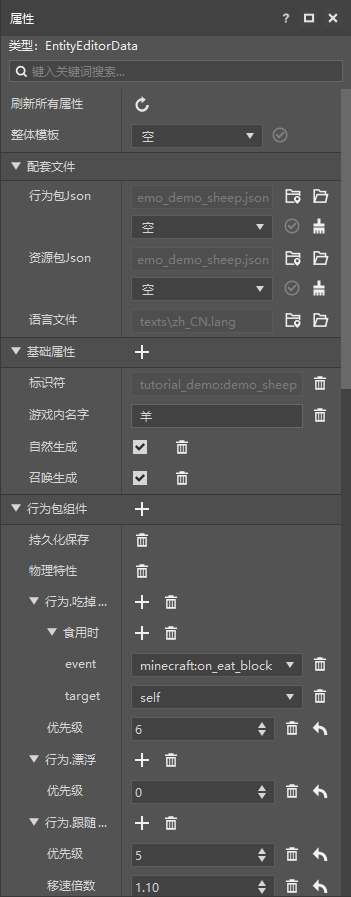 属性
类型：EntityEditorData
键入关键词搜索...
刷新所有属性
整体模板 空
配套文件
行为包Json emo_demo_sheep.json
空
资源包Json emo_demo_sheep.json
空
语言文件 texts\zh_CN.lang
基础属性
标识符 tutorial_demo:demo_sheep
游戏内名字 羊
自然生成
召唤生成
行为包组件
持久化保存
物理特性
行为.吃掉...
食用时
event minecraft:on_eat_block
target self
优先级 6
行为.漂浮
优先级 0
行为.跟随...
优先级 5
移速倍数 1.10